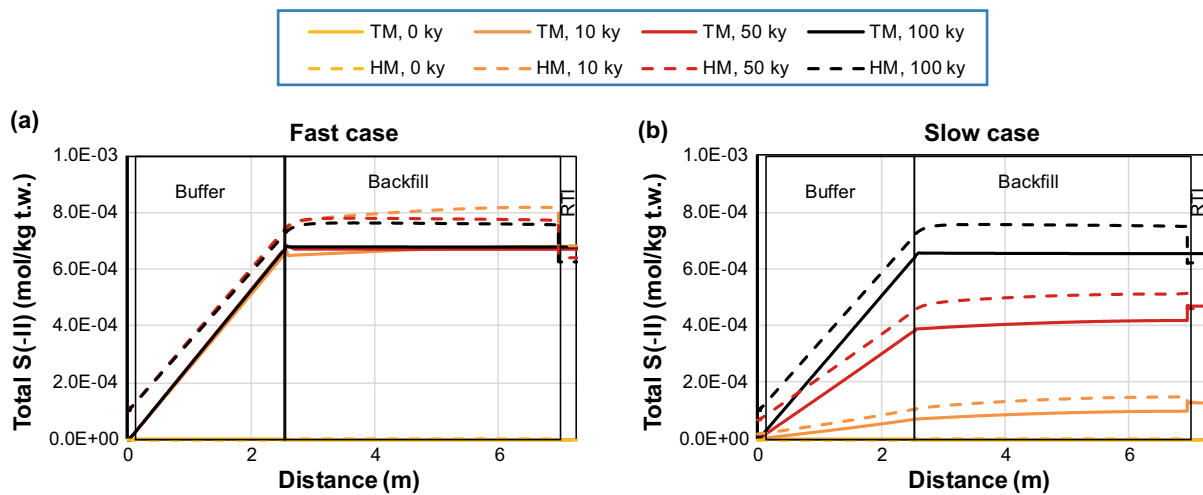 TM, 0 ky TM, 10 ky TM, 50 ky TM, 100 ky
HM, 0 ky HM, 10 ky HM, 50 ky HM, 100 ky
(a)
Fast case
1.0E-03
8.0E-04
6.0E-04
4.0E-04
2.0E-04
0.0E+00
Total S(-II) (mol/kg t.w.)
Buffer
Backfill
RTI
0 2 4 6
Distance (m)
(b)
Slow case
1.0E-03
8.0E-04
6.0E-04
4.0E-04
2.0E-04
0.0E+00
Total S(-II) (mol/kg t.w.)
Buffer
Backfill
RTI
0 2 4 6
Distance (m)